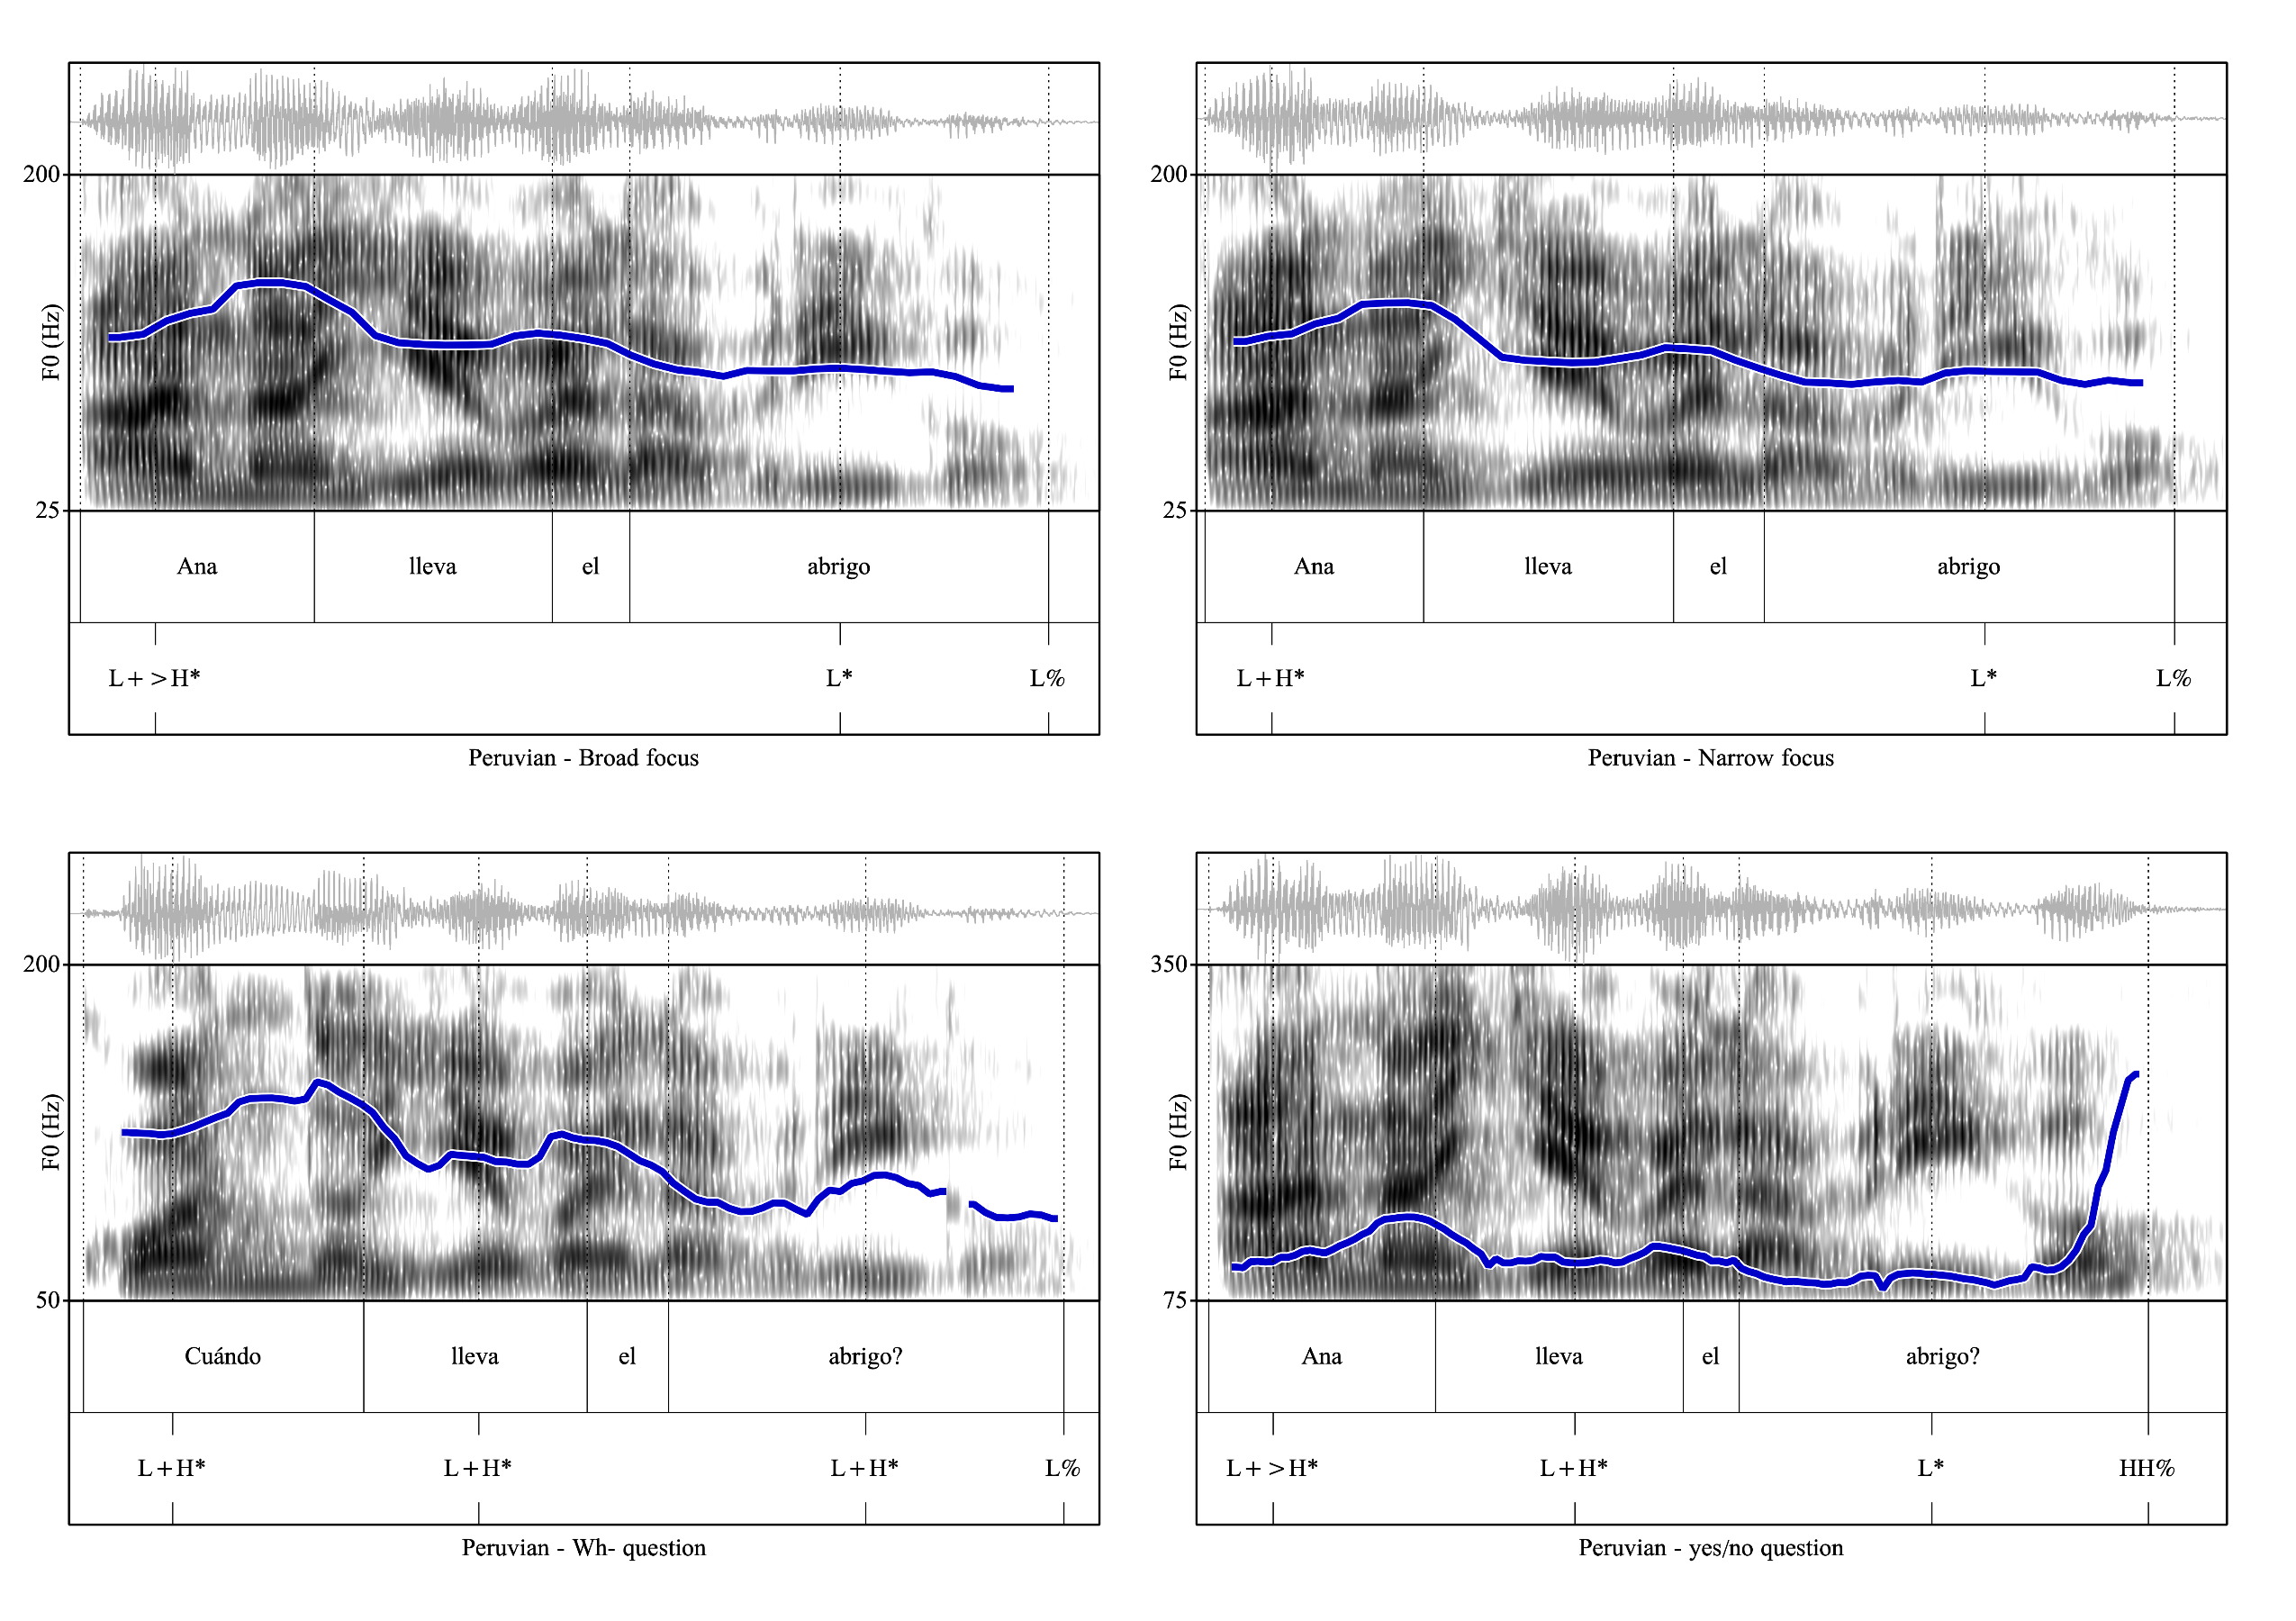 200
F0 (Hz)
25
Ana lleva el abrigo
L+>H* L* L%
Peruvian - Broad focus
200
F0 (Hz)
25
Ana lleva el abrigo
L+H* L* L%
Peruvian - Narrow focus
200
F0 (Hz)
50
Cuándo lleva el abrigo?
L+H* L+H* L+H* L%
Peruvian - Wh- question
350
F0 (Hz)
75
Ana lleva el abrigo?
L+>H* L+H* L* HH%
Peruvian - yes/no question